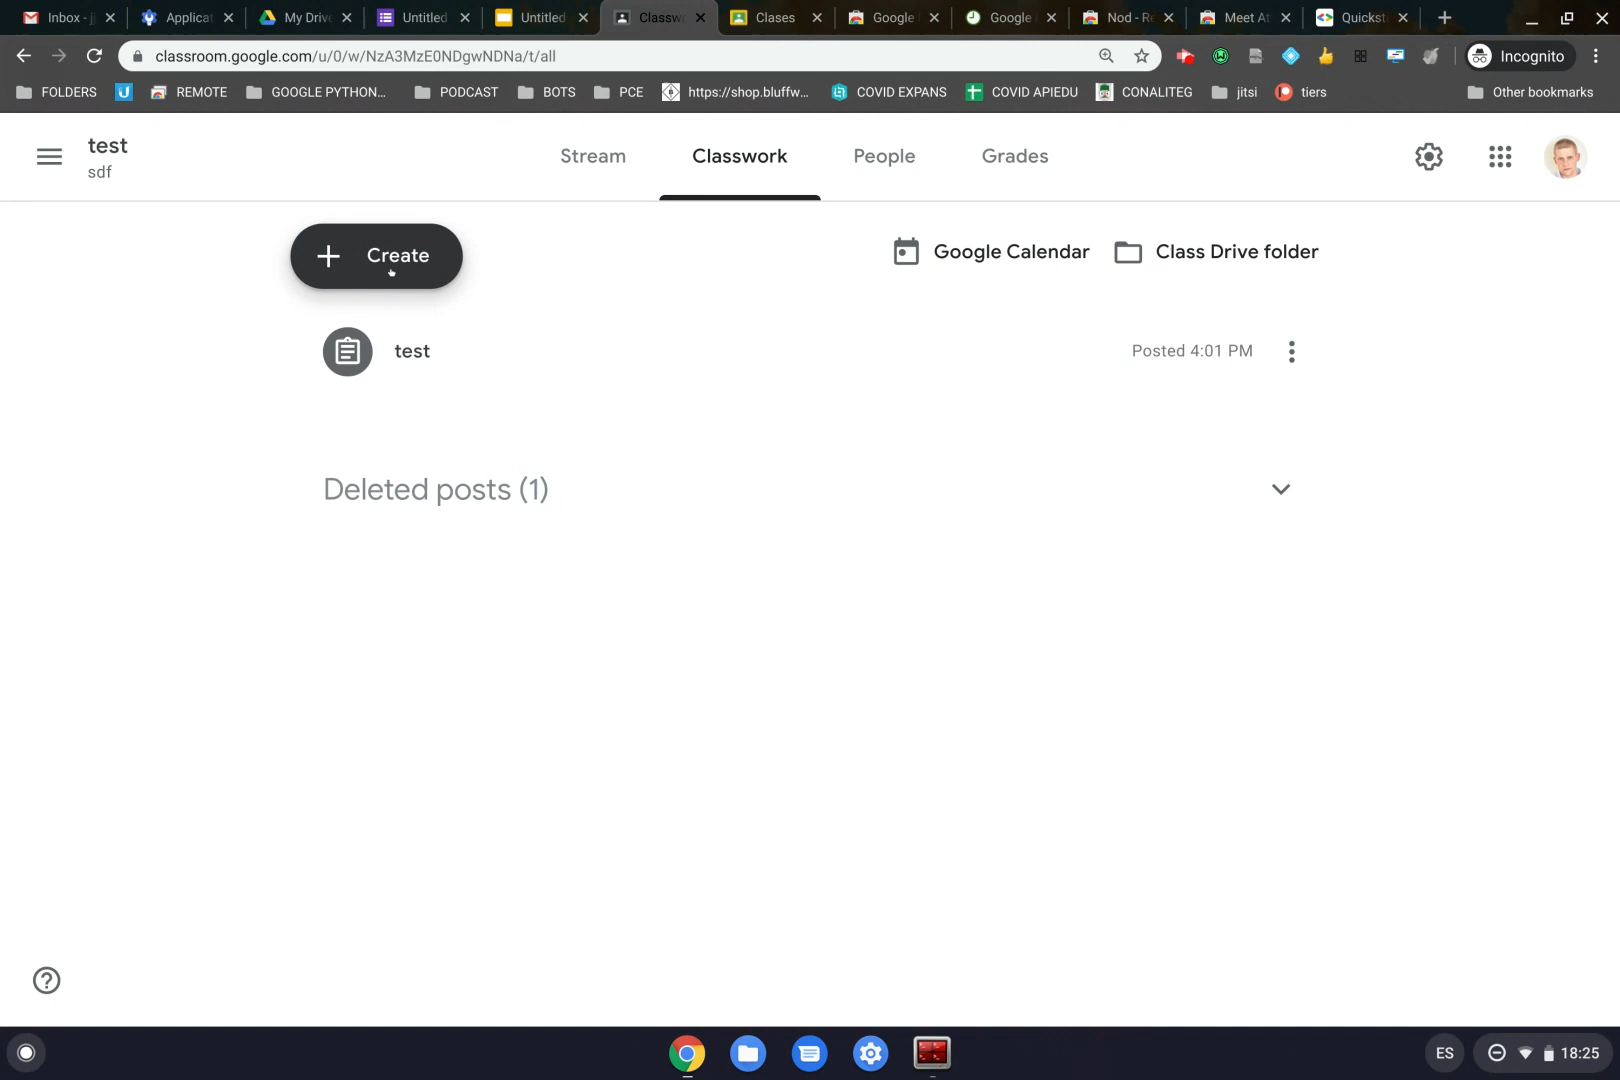 Inbox - jj
Applicat
My Drive
Untitled
Untitled
Classwo
Clases
Google
Google
Nod - Re
Meet At
Quicksta
classroom.google.com/u/0/w/NzA3MzE0NDgwNDNa/t/all
Incognito
FOLDERS
REMOTE
GOOGLE PYTHON...
PODCAST
BOTS
PCE
https://shop.bluffw...
COVID EXPANS
COVID APIEDU
CONALITEG
jitsi
tiers
Other bookmarks
test
sdf
Stream
Classwork
People
Grades
Create
Google Calendar
Class Drive folder
test
Posted 4:01 PM
Deleted posts (1)
ES
18:25